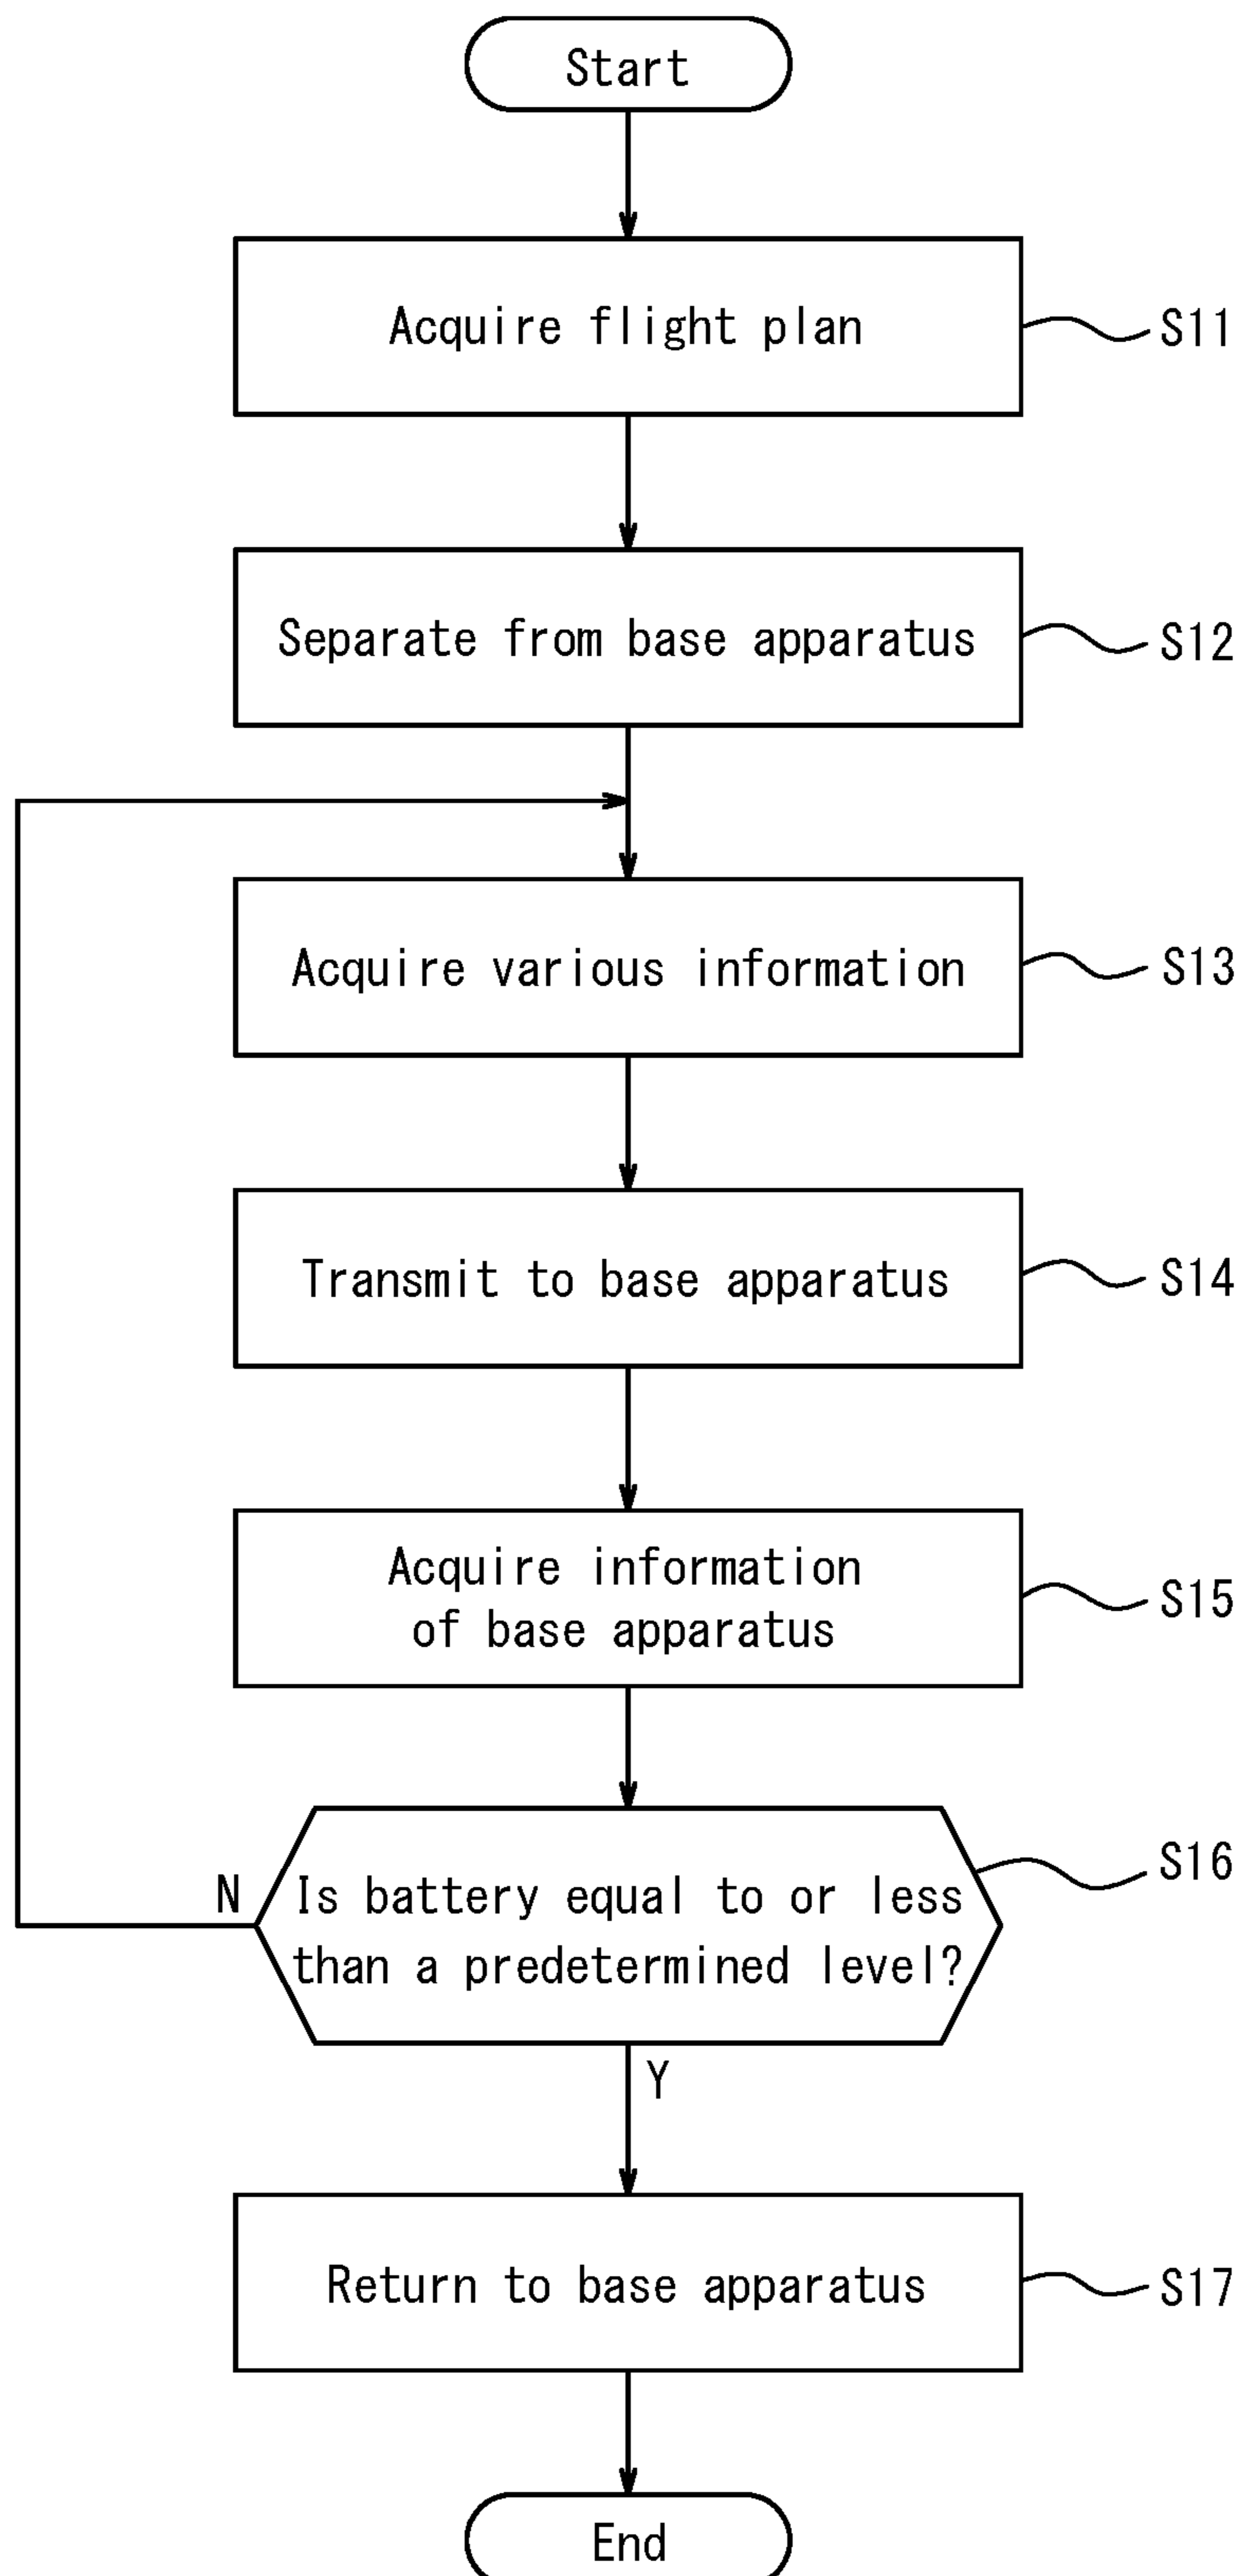 Start
Acquire flight plan
S11
Separate from base apparatus
S12
Acquire various information
S13
Transmit to base apparatus
S14
Acquire information
of base apparatus
S15
S16
N
Is battery equal to or less
than a predetermined level?
Y
Return to base apparatus
S17
End